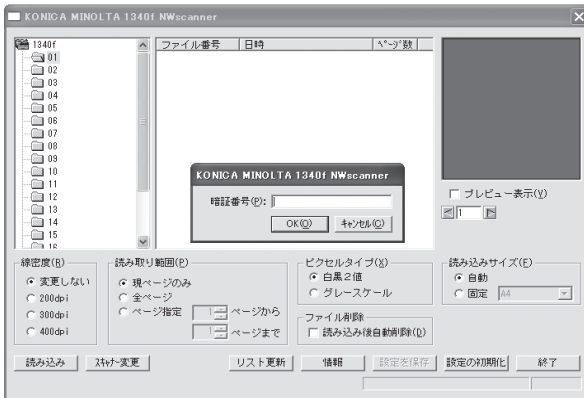 KONICA MINOLTA 1340f NWscanner
1340f
01
02
03
04
05
06
07
08
09
10
11
12
13
14
15
16
ファイル番号 日時 ページ数
KONICA MINOLTA 1340f NWscanner
暗証番号(P):
OK(O) キャンセル(C)
プレビュー表示(V)
1
線密度(R)
変更しない
200dpi
300dpi
400dpi
読み取り範囲(P)
現ページのみ
全ページ
ページ指定 1 ページから
1 ページまで
ピクセルタイプ(X)
白黒2値
グレースケール
ファイル削除
読み込み後自動削除(D)
読み込みサイズ(E)
自動
固定 A4
読み込み スキャナー変更 リスト更新 情報 設定を保存 設定の初期化 終了